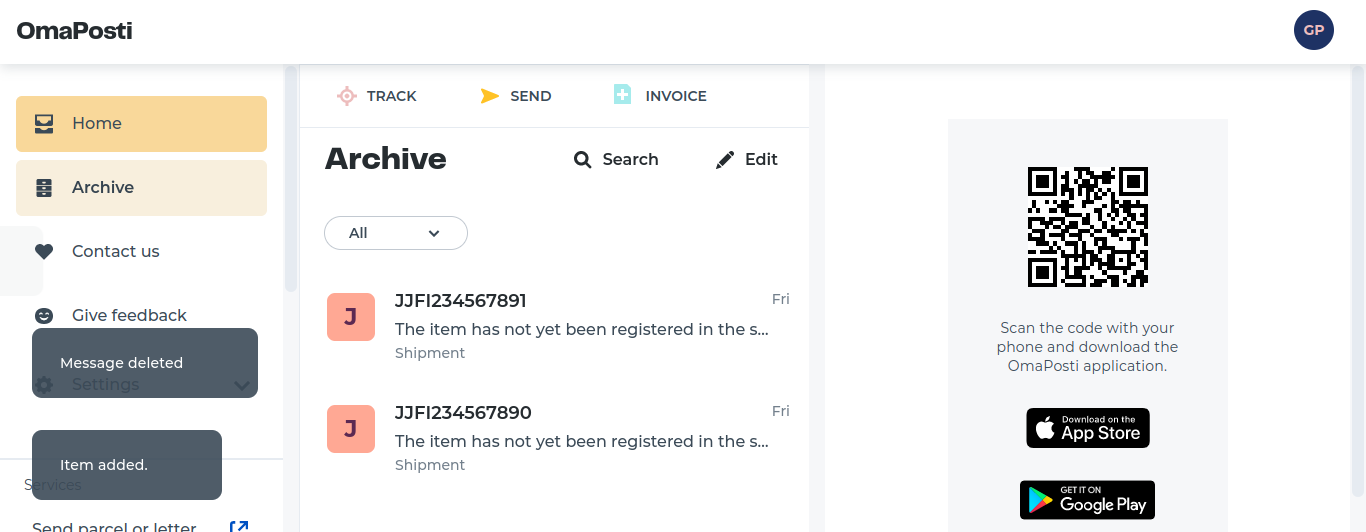 OmaPosti
GP
Home
Archive
Contact us
Give feedback
Message deleted
Settings
Item added.
Services
Send parcel or letter
TRACK
SEND
INVOICE
Archive
Search
Edit
All
J
JJFI234567891
Fri
The item has not yet been registered in the s...
Shipment
J
JJFI234567890
Fri
The item has not yet been registered in the s...
Shipment
Scan the code with your
phone and download the
OmaPosti application.
Download on the
App Store
GET IT ON
Google Play